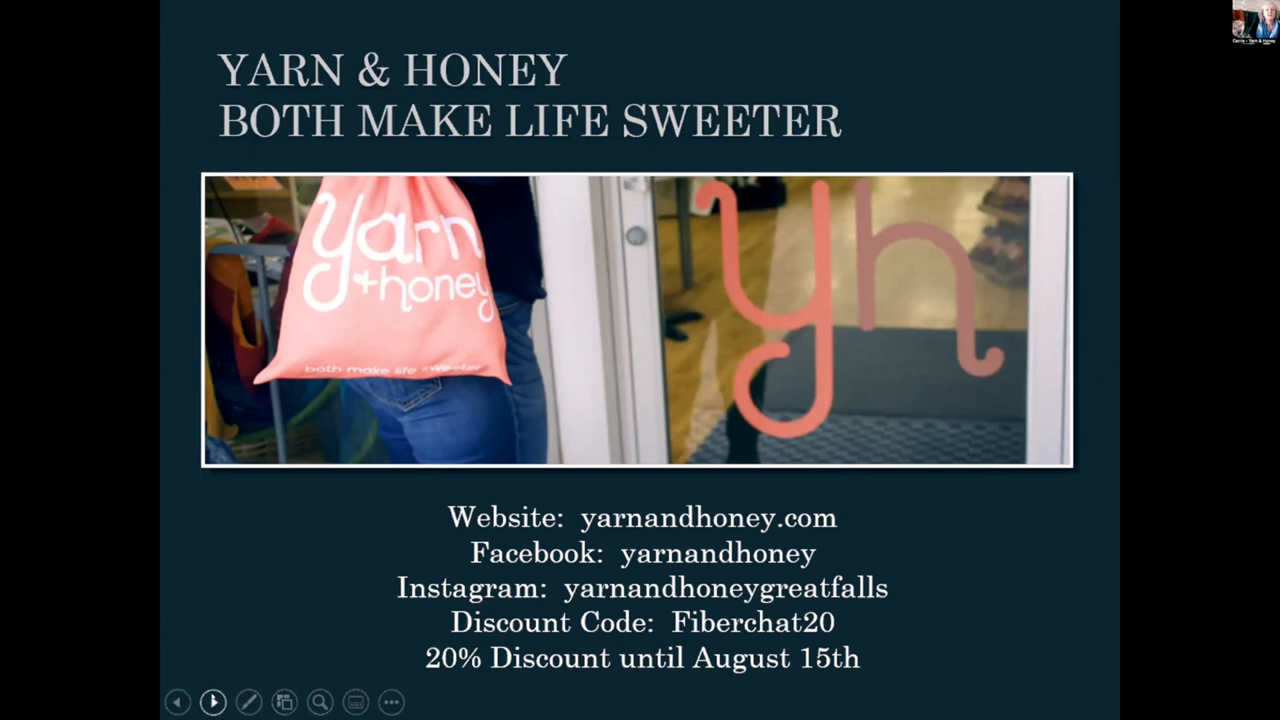 YARN & HONEY
BOTH MAKE LIFE SWEETER
yarn
+honey
both make life sweeter
yh
Website: yarnandhoney.com
Facebook: yarnandhoney
Instagram: yarnandhoneygreatfalls
Discount Code: Fiberchat20
20% Discount until August 15th